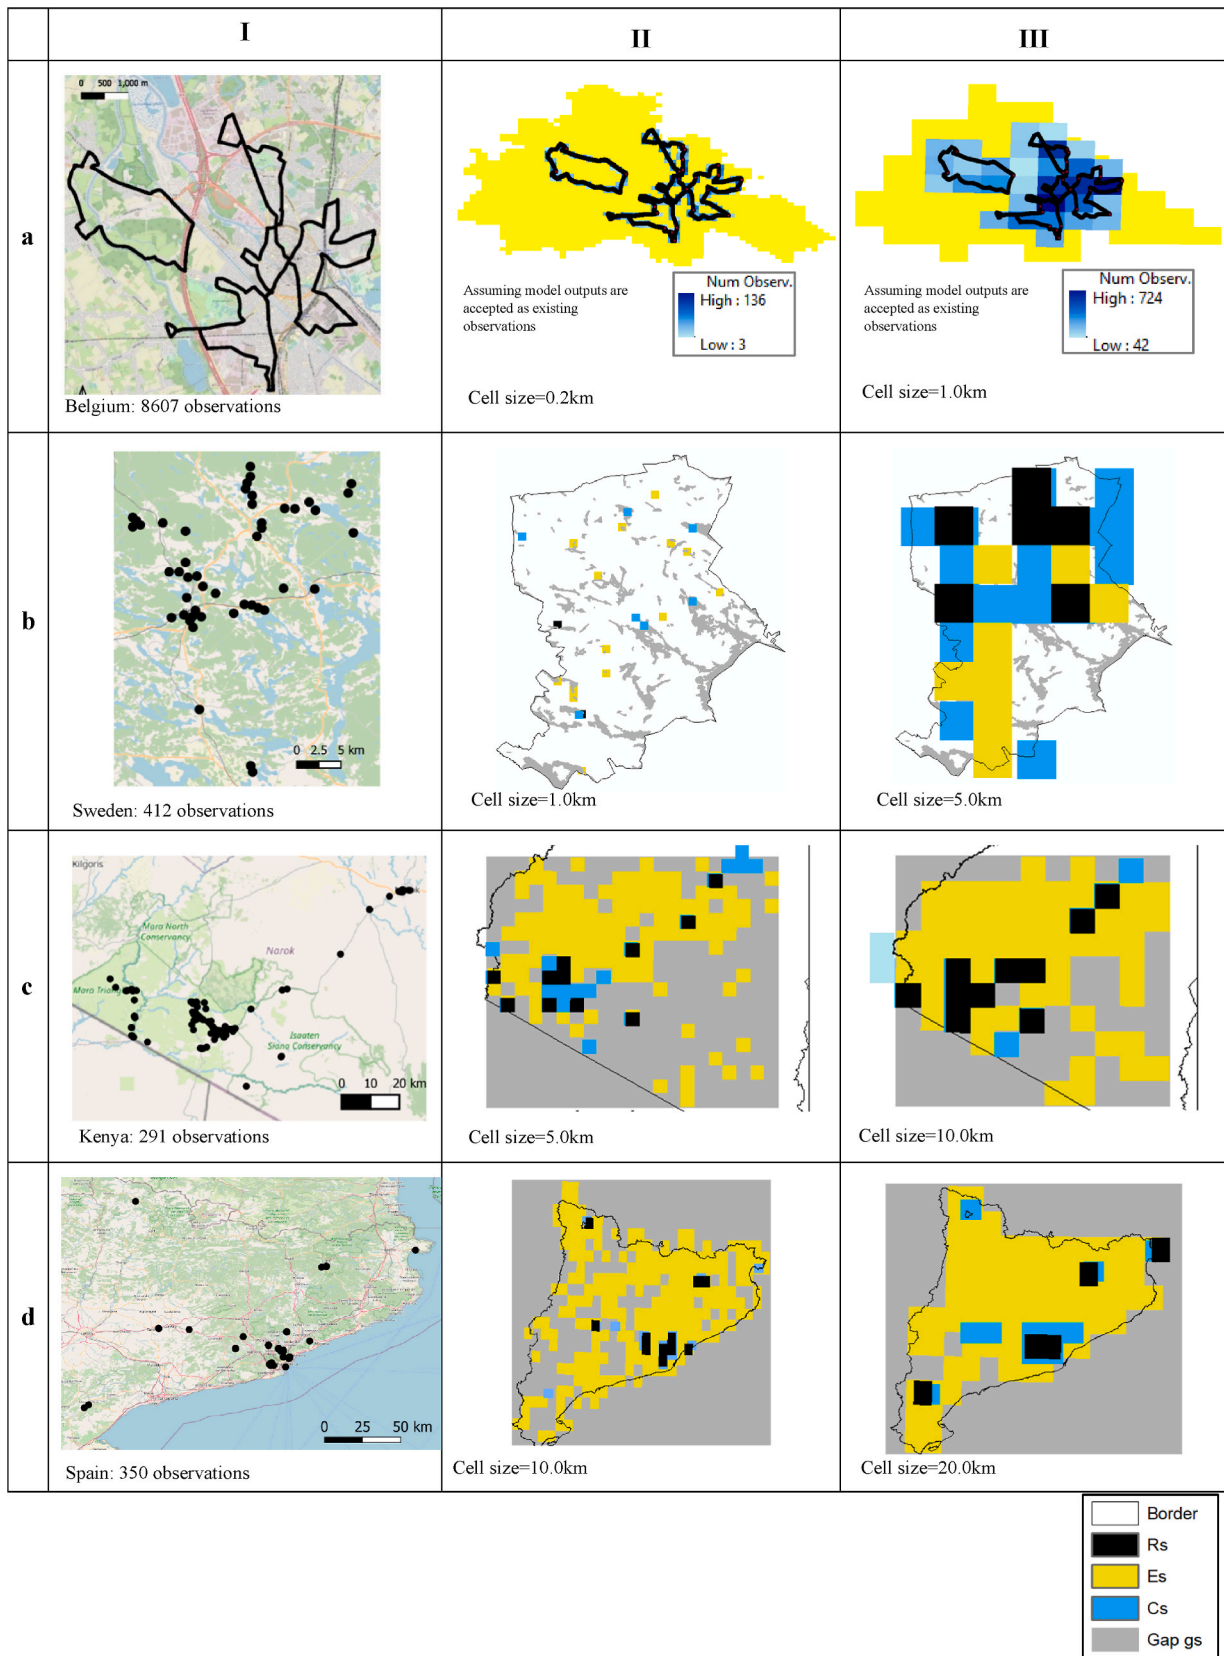 I
II
III
a
0 500 1,000 m
Belgium: 8607 observations
Assuming model outputs are
accepted as existing
observations
Num Observ.
High : 136
Low : 3
Cell size=0.2km
Assuming model outputs are
accepted as existing
observations
Num Observ.
High : 724
Low : 42
Cell size=1.0km
b
0 2.5 5 km
Sweden: 412 observations
Cell size=1.0km
Cell size=5.0km
c
Kilgoris
Mara North
Conservancy
Narok
Mara Triangle
Isaaten
Siana Conservancy
0 10 20 km
Kenya: 291 observations
Cell size=5.0km
Cell size=10.0km
d
0 25 50 km
Spain: 350 observations
Cell size=10.0km
Cell size=20.0km
Border
Rs
Es
Cs
Gap gs